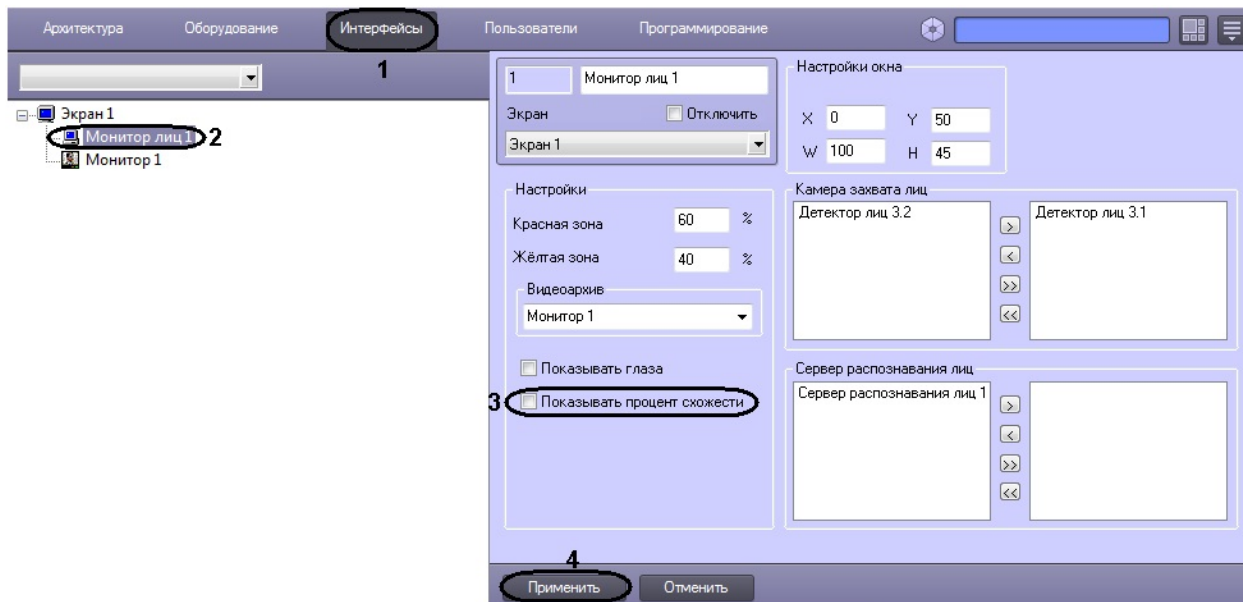 Архитектура Оборудование Интерфейсы Пользователи Программирование
1
Экран 1
Монитор лиц 1 2
Монитор 1
1 Монитор лиц 1
Экран Отключить
Экран 1
Настройки окна
X 0 Y 50
W 100 H 45
Настройки
Красная зона 60 %
Жёлтая зона 40 %
Видеоархив
Монитор 1
Показывать глаза
3 Показывать процент схожести
Камера захвата лиц
Детектор лиц 3.2 Детектор лиц 3.1
>
<
>>
<<
Сервер распознавания лиц
Сервер распознавания лиц 1
>
<
>>
<<
4
Применить Отменить